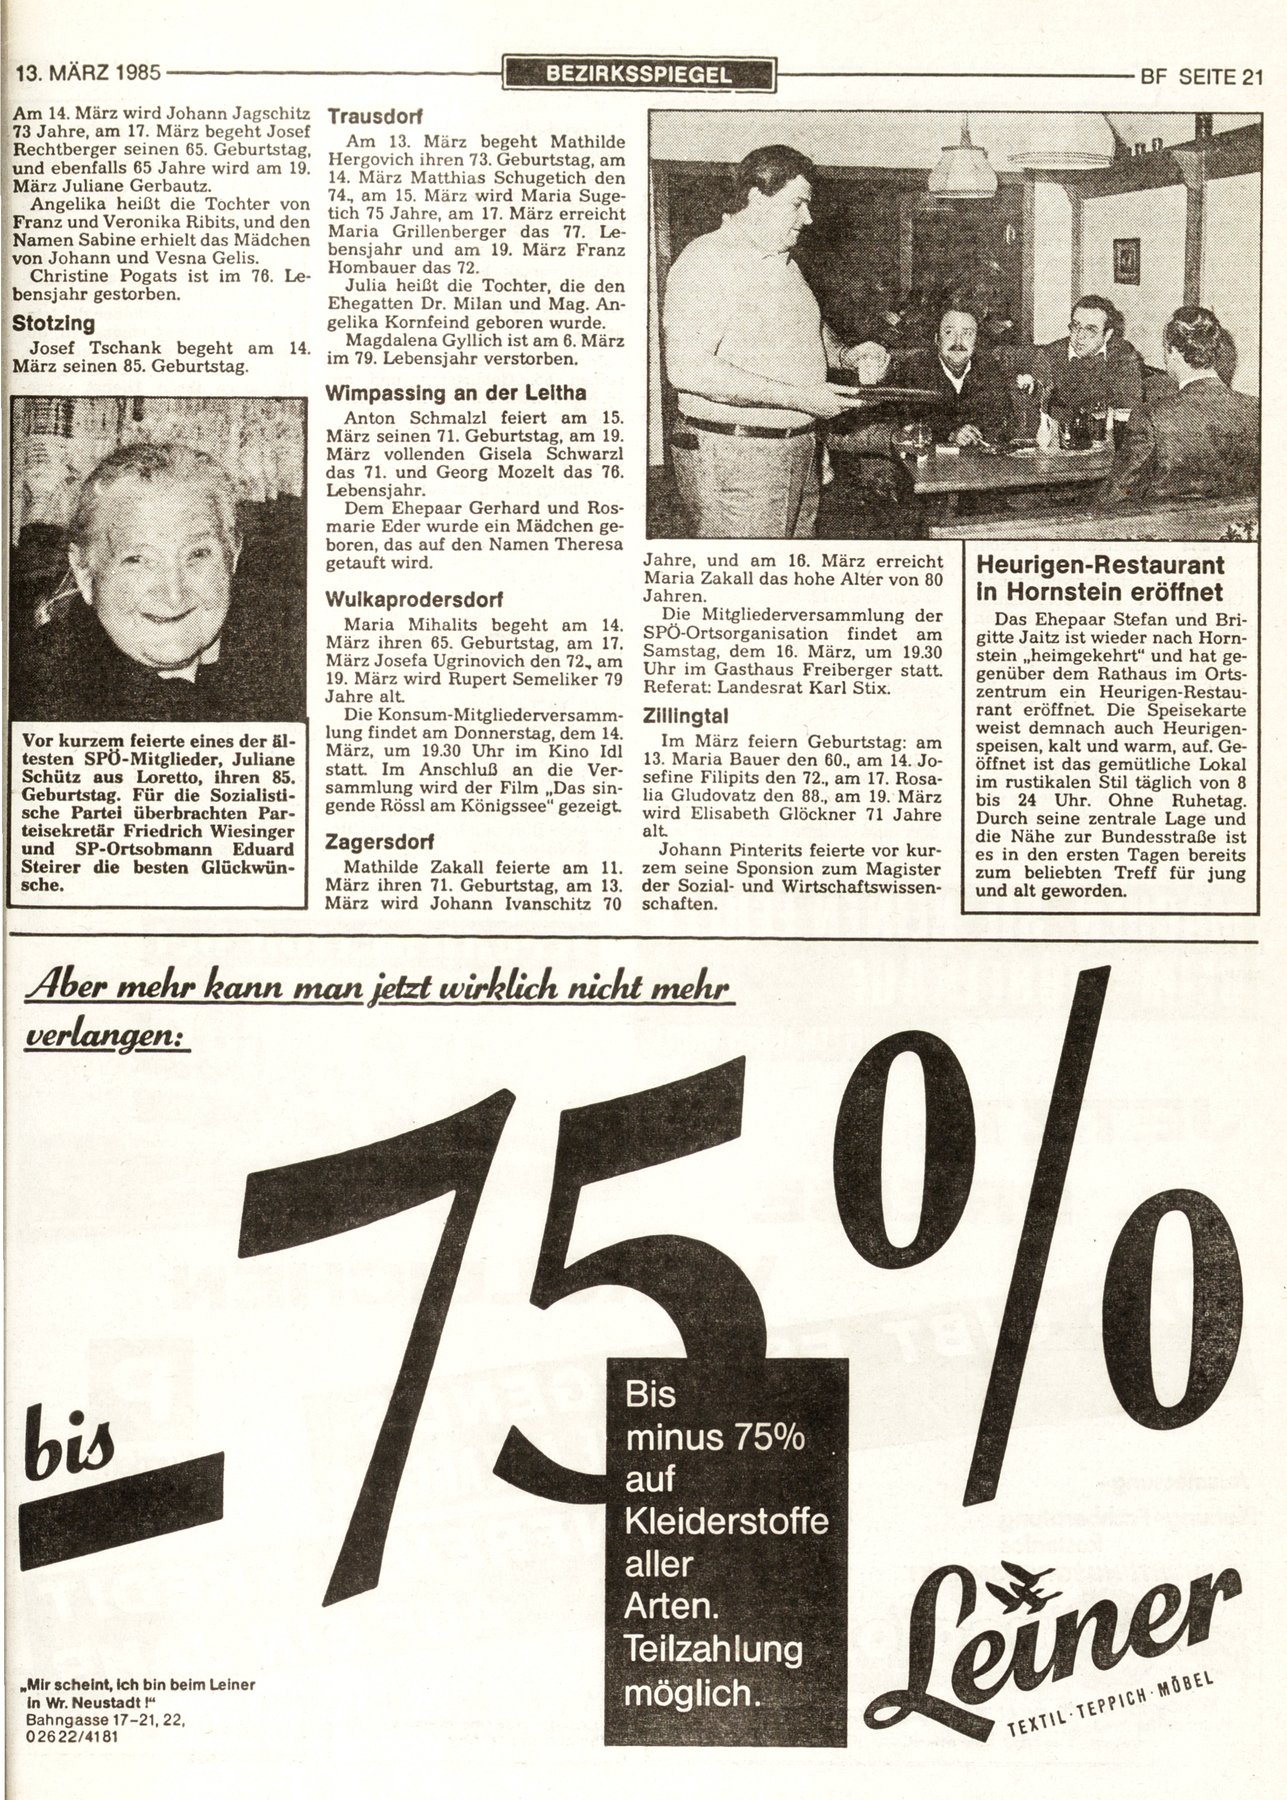 13. MÄRZ 1985
BEZIRKSSPIEGEL
BF SEITE 21
Am 14. März wird Johann Jagschitz
73 Jahre, am 17. März begeht Josef
Rechtberger seinen 65. Geburtstag,
und ebenfalls 65 Jahre wird am 19.
März Juliane Gerbautz.
Angelika heißt die Tochter von
Franz und Veronika Ribits, und den
Namen Sabine erhielt das Mädchen
von Johann und Vesna Gelis.
Christine Pogats ist im 76. Le-
bensjahr gestorben.
Stotzing
Josef Tschank begeht am 14.
März seinen 85. Geburtstag.
Vor kurzem feierte eines der äl-
testen SPÖ-Mitglieder, Juliane
Schütz aus Loretto, ihren 85.
Geburtstag. Für die Sozialisti-
sche Partei überbrachten Par-
teisekretär Friedrich Wiesinger
und SP-Ortsobmann Eduard
Steirer die besten Glückwün-
sche.
Trausdorf
Am 13. März begeht Mathilde
Hergovich ihren 73. Geburtstag, am
14. März Matthias Schugetich den
74., am 15. März wird Maria Suge-
tich 75 Jahre, am 17. März erreicht
Maria Grillenberger das 77. Le-
bensjahr und am 19. März Franz
Hombauer das 72.
Julia heißt die Tochter, die den
Ehegatten Dr. Milan und Mag. An-
gelika Kornfeind geboren wurde.
Magdalena Gyllich ist am 6. März
im 79. Lebensjahr verstorben.
Wimpassing an der Leitha
Anton Schmalzl feiert am 15.
März seinen 71. Geburtstag, am 19.
März vollenden Gisela Schwarzl
das 71. und Georg Mozelt das 76.
Lebensjahr.
Dem Ehepaar Gerhard und Ros-
marie Eder wurde ein Mädchen ge-
boren, das auf den Namen Theresa
getauft wird.
Wulkaprodersdorf
Maria Mihalits begeht am 14.
März ihren 65. Geburtstag, am 17.
März Josefa Ugrinovich den 72., am
19. März wird Rupert Semeliker 79
Jahre alt.
Die Konsum-Mitgliederversamm-
lung findet am Donnerstag, dem 14.
März, um 19.30 Uhr im Kino Idl
statt. Im Anschluß an die Ver-
sammlung wird der Film „Das sin-
gende Rössl am Königssee“ gezeigt.
Zagersdorf
Mathilde Zakall feierte am 11.
März ihren 71. Geburtstag, am 13.
März wird Johann Ivanschitz 70
Jahre, und am 16. März erreicht
Maria Zakall das hohe Alter von 80
Jahren.
Die Mitgliederversammlung der
SPÖ-Ortsorganisation findet am
Samstag, dem 16. März, um 19.30
Uhr im Gasthaus Freiberger statt.
Referat: Landesrat Karl Stix.
Zillingtal
Im März feiern Geburtstag: am
13. Maria Bauer den 60., am 14. Jo-
sefine Filipits den 72., am 17. Rosa-
lia Gludovatz den 88., am 19. März
wird Elisabeth Glöckner 71 Jahre
alt.
Johann Pinterits feierte vor kur-
zem seine Sponsion zum Magister
der Sozial- und Wirtschaftswissen-
schaften.
Heurigen-Restaurant
in Hornstein eröffnet
Das Ehepaar Stefan und Bri-
gitte Jaitz ist wieder nach Horn-
stein „heimgekehrt“ und hat ge-
genüber dem Rathaus im Orts-
zentrum ein Heurigen-Restau-
rant eröffnet. Die Speisekarte
weist demnach auch Heurigen-
speisen, kalt und warm, auf. Ge-
öffnet ist das gemütliche Lokal
im rustikalen Stil täglich von 8
bis 24 Uhr. Ohne Ruhetag.
Durch seine zentrale Lage und
die Nähe zur Bundesstraße ist
es in den ersten Tagen bereits
zum beliebten Treff für jung
und alt geworden.
Aber mehr kann man jetzt wirklich nicht mehr
verlangen:
bis
-75%
Bis
minus 75%
auf
Kleiderstoffe
aller
Arten.
Teilzahlung
möglich.
Leiner
TEXTIL · TEPPICH · MÖBEL
„Mir scheint, ich bin beim Leiner
in Wr. Neustadt!“
Bahngasse 17–21, 22,
02622/4181